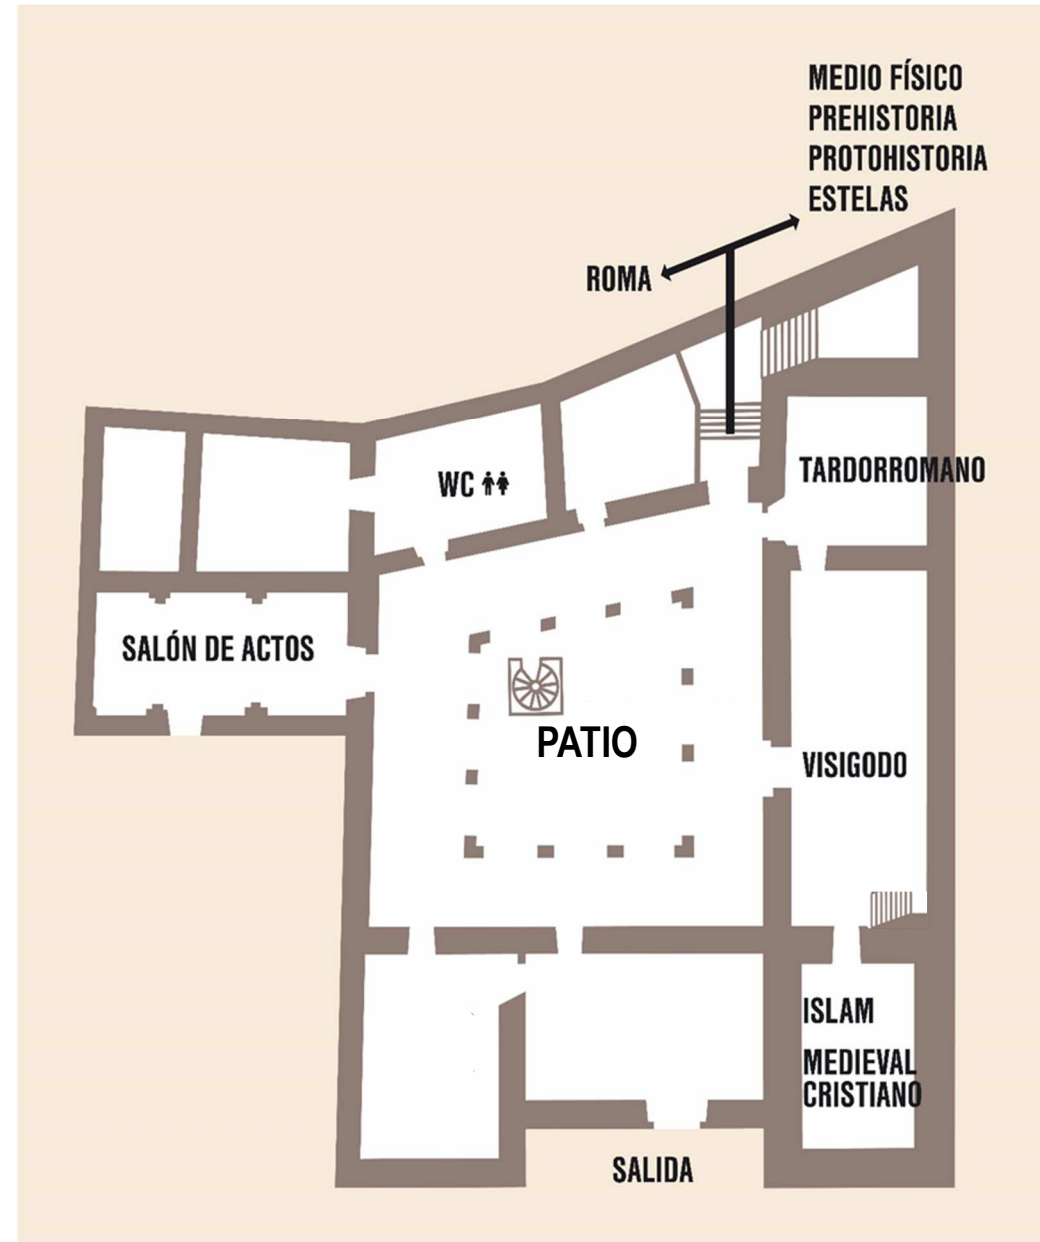 MEDIO FÍSICO
PREHISTORIA
PROTOHISTORIA
ESTELAS
ROMA
TARDORROMANO
WC
SALÓN DE ACTOS
PATIO
VISIGODO
ISLAM
MEDIEVAL
CRISTIANO
SALIDA